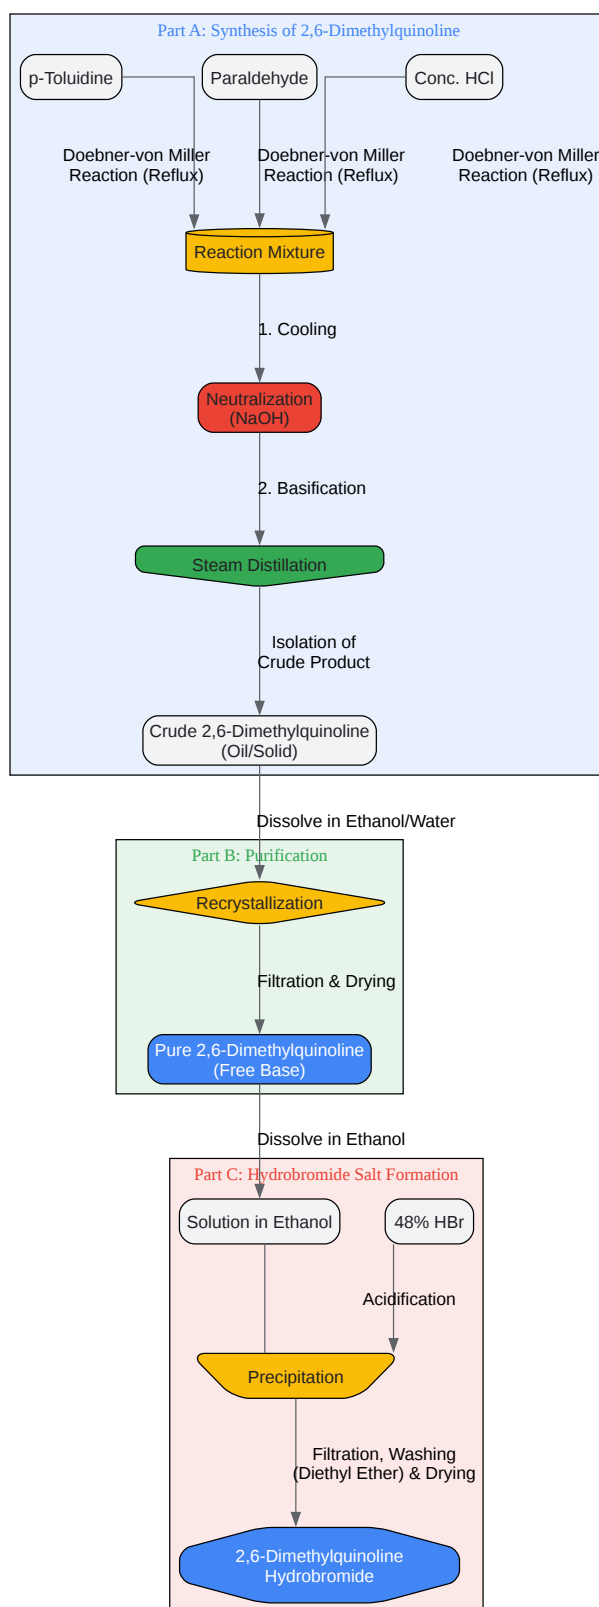 Part A: Synthesis of 2,6-Dimethylquinoline
p-Toluidine
Paraldehyde
Conc. HCl
Doebner-von Miller
Reaction (Reflux)
Doebner-von Miller
Reaction (Reflux)
Doebner-von Miller
Reaction (Reflux)
Reaction Mixture
1. Cooling
Neutralization
(NaOH)
2. Basification
Steam Distillation
Isolation of
Crude Product
Crude 2,6-Dimethylquinoline
(Oil/Solid)
Dissolve in Ethanol/Water
Part B: Purification
Recrystallization
Filtration & Drying
Pure 2,6-Dimethylquinoline
(Free Base)
Dissolve in Ethanol
Part C: Hydrobromide Salt Formation
Solution in Ethanol
48% HBr
Acidification
Precipitation
Filtration, Washing
(Diethyl Ether) & Drying
2,6-Dimethylquinoline
Hydrobromide